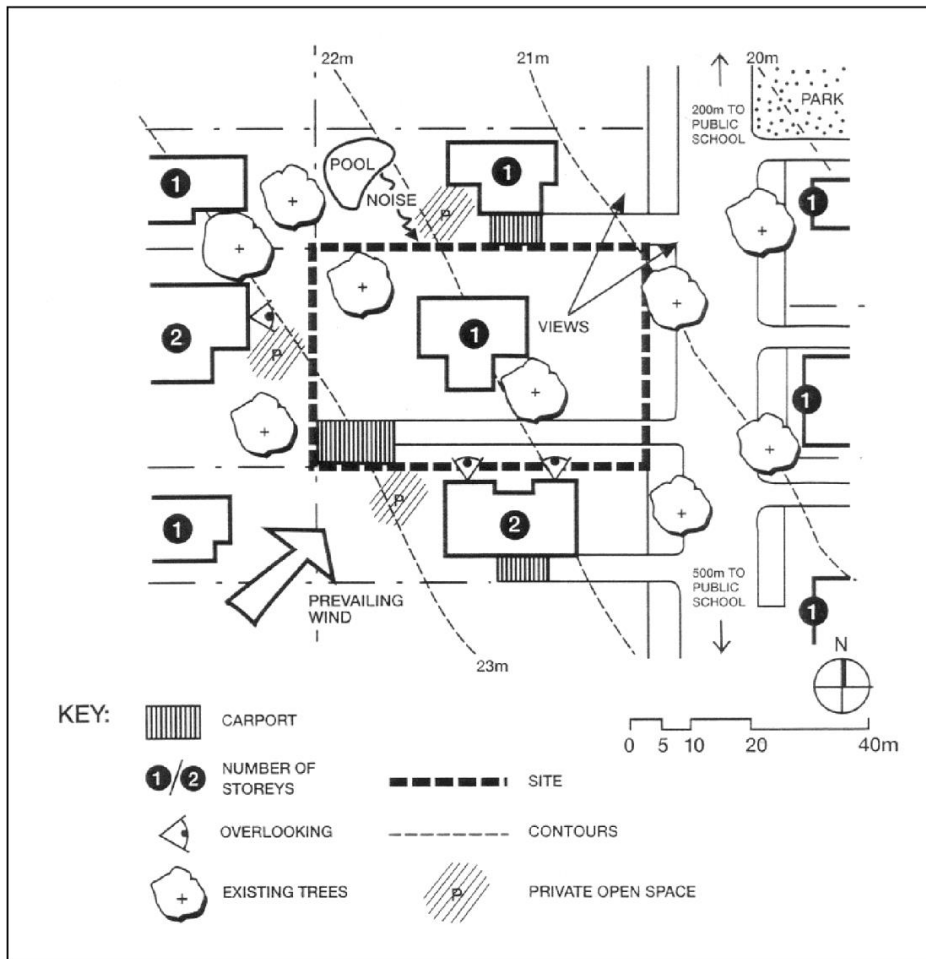 22m
21m
20m
PARK
200m TO
PUBLIC
SCHOOL
POOL
NOISE
1
1
1
P
VIEWS
2
P
1
1
P
2
1
PREVAILING
WIND
500m TO
PUBLIC
SCHOOL
1
23m
N
KEY:
CARPORT
0 5 10 20 40m
1/2
NUMBER OF
STOREYS
SITE
OVERLOOKING
CONTOURS
EXISTING TREES
P
PRIVATE OPEN SPACE